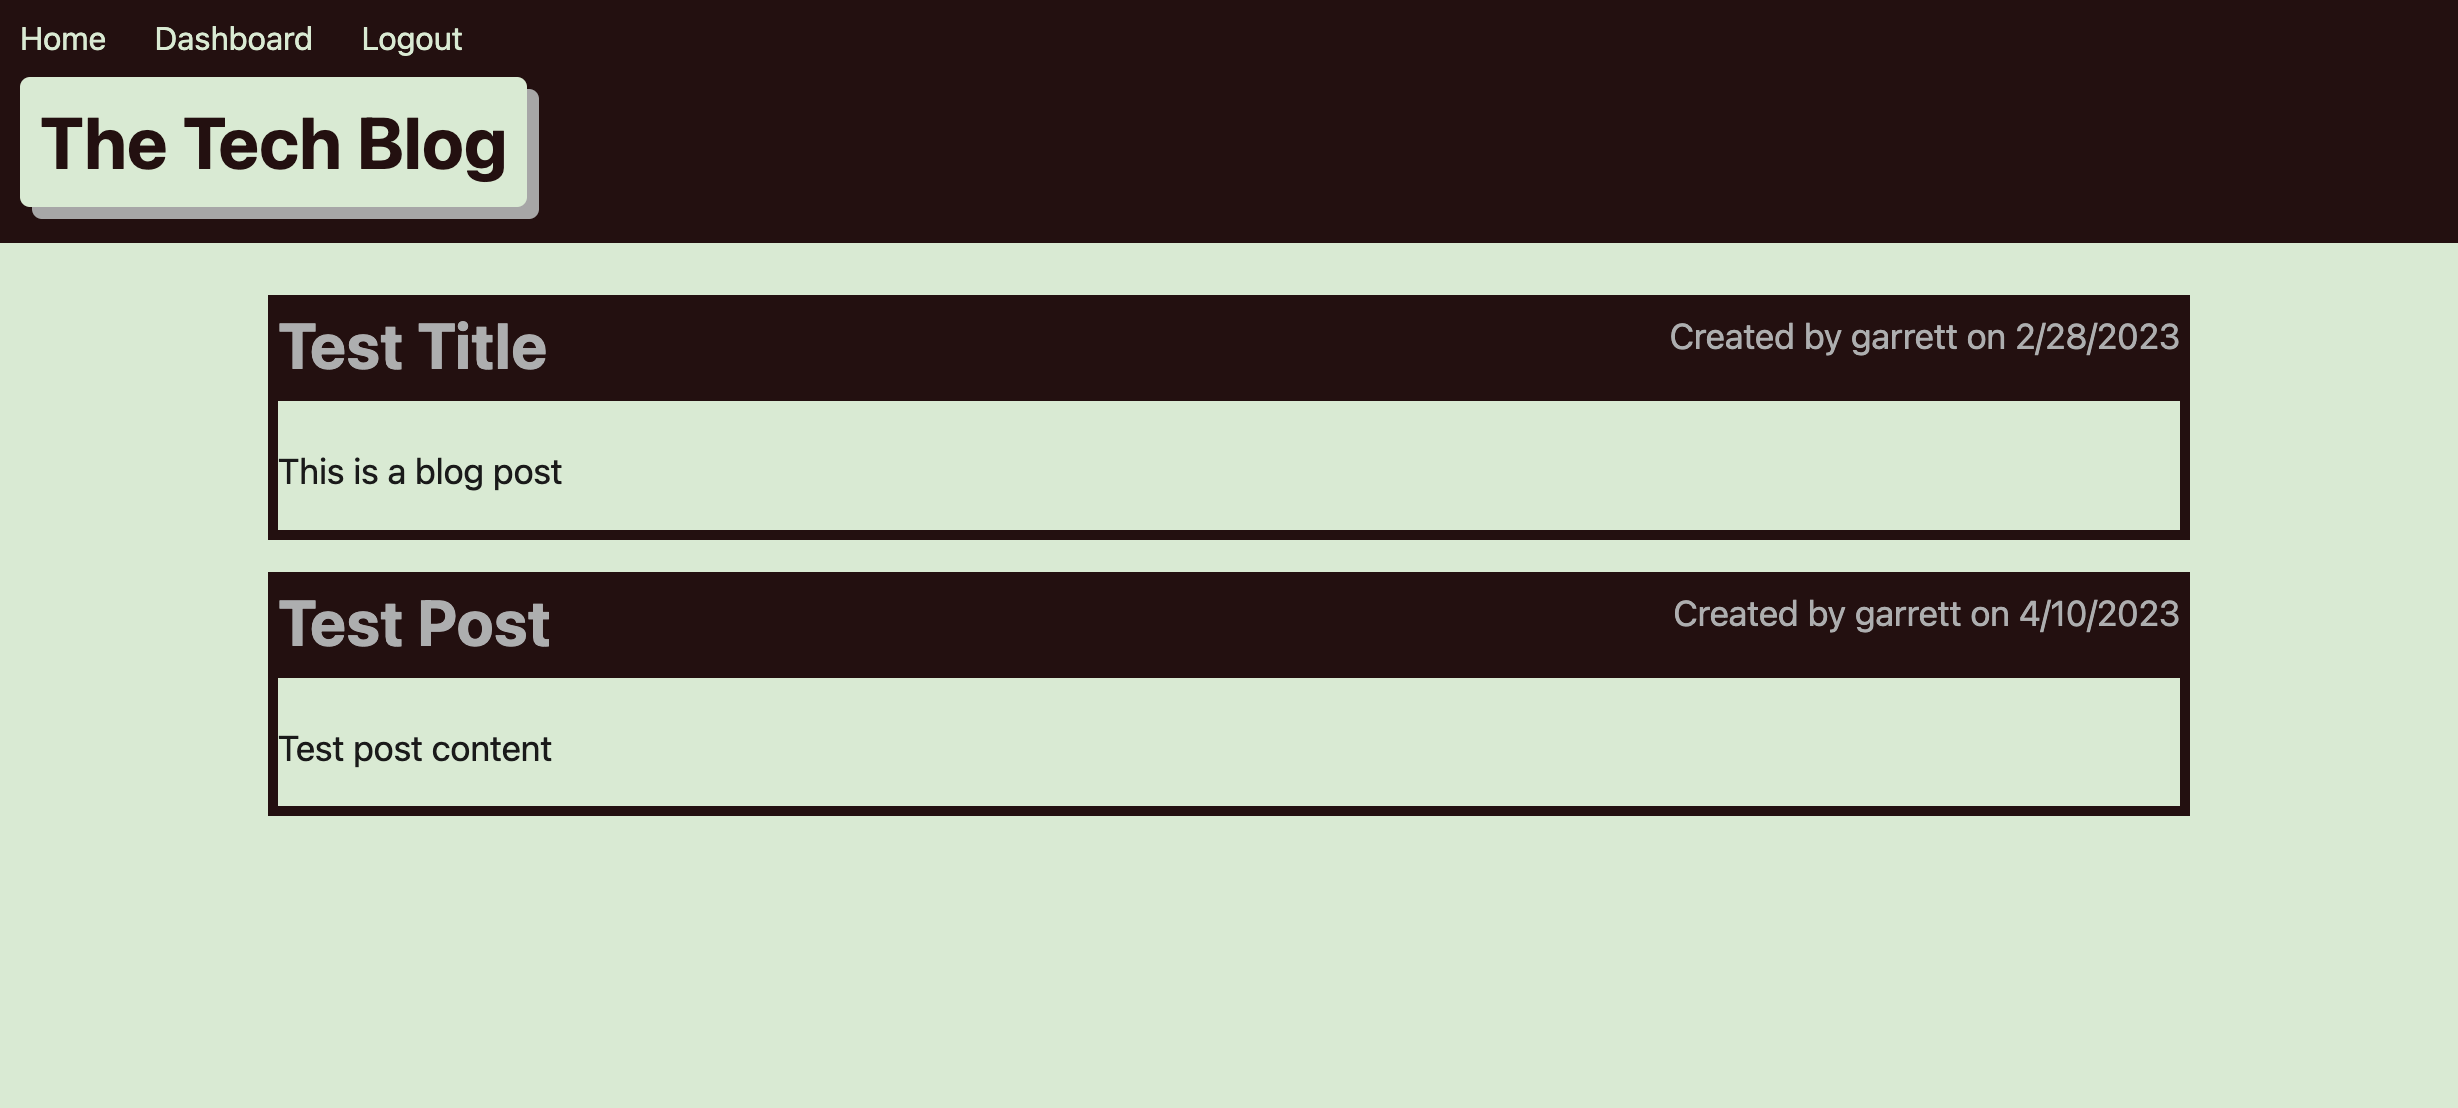 Home Dashboard Logout
The Tech Blog
Test Title Created by garrett on 2/28/2023
This is a blog post
Test Post Created by garrett on 4/10/2023
Test post content